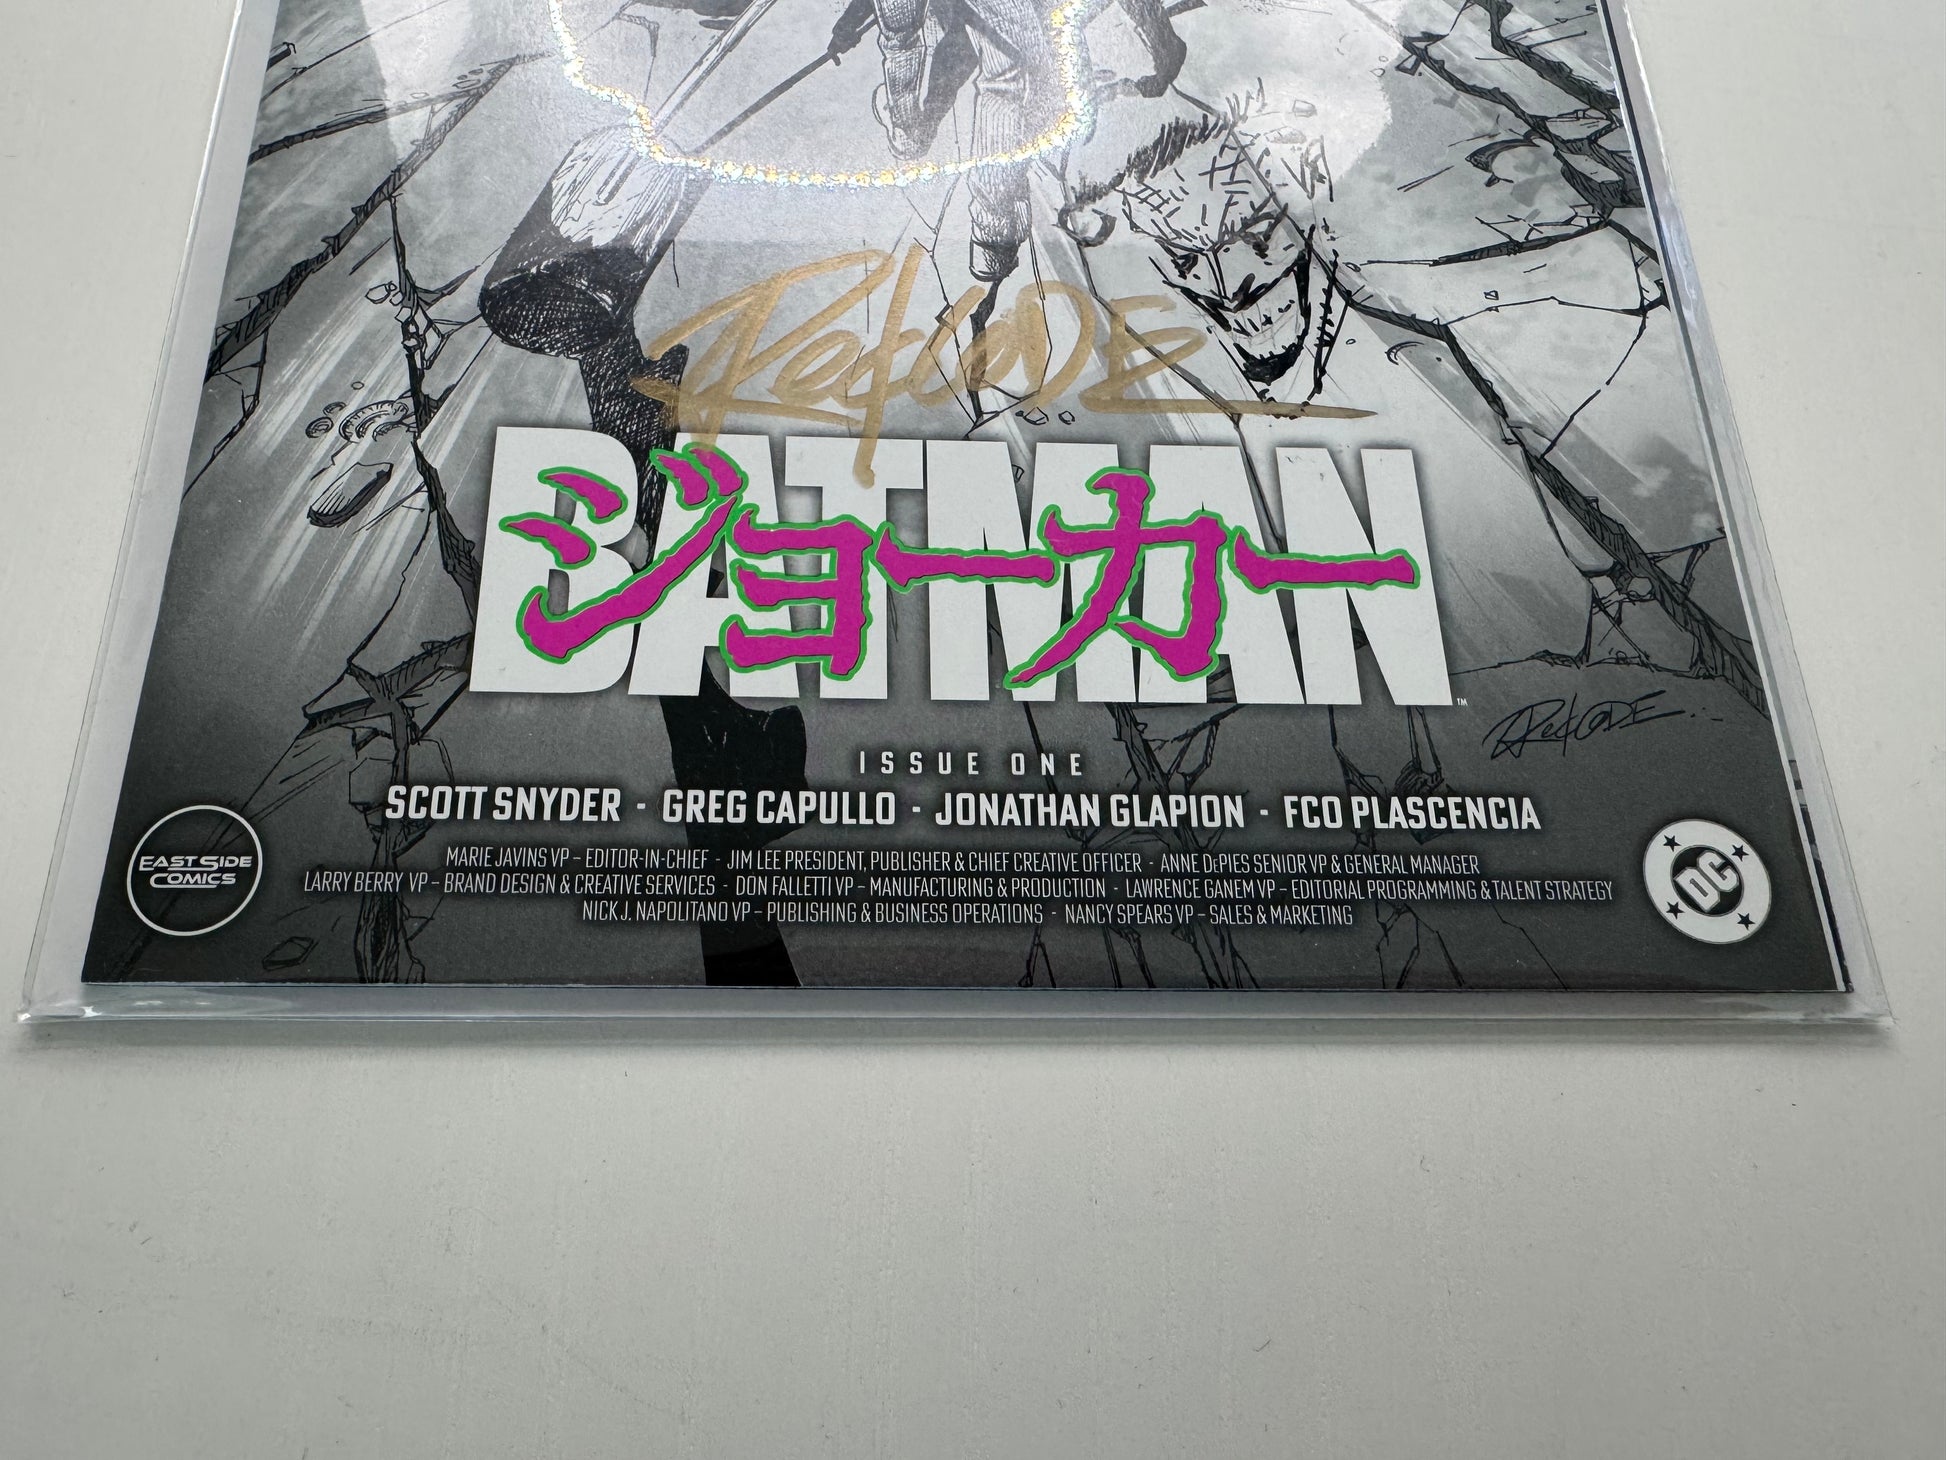 RedCODE
BATMAN™
ジョーカー
RedCODE
ISSUE ONE
SCOTT SNYDER - GREG CAPULLO - JONATHAN GLAPION - FCO PLASCENCIA
MARIE JAVINS VP – EDITOR-IN-CHIEF - JIM LEE PRESIDENT, PUBLISHER & CHIEF CREATIVE OFFICER - ANNE DePIES SENIOR VP & GENERAL MANAGER
LARRY BERRY VP – BRAND DESIGN & CREATIVE SERVICES - DON FALLETTI VP – MANUFACTURING & PRODUCTION - LAWRENCE GANEM VP – EDITORIAL PROGRAMMING & TALENT STRATEGY
NICK J. NAPOLITANO VP – PUBLISHING & BUSINESS OPERATIONS - NANCY SPEARS VP – SALES & MARKETING
EAST SIDE
COMICS
DC